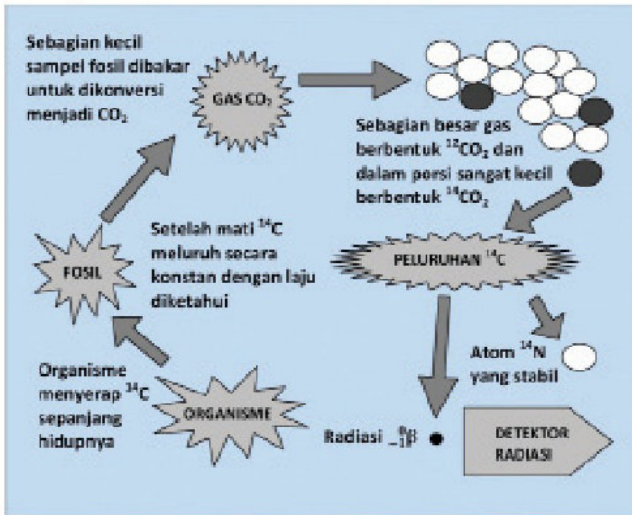 Sebagian kecil
sampel fosil dibakar
untuk dikonversi
menjadi CO₂
GAS CO₂
Sebagian besar gas
berbentuk ¹²CO₂ dan
dalam porsi sangat kecil
berbentuk ¹⁴CO₂
Setelah mati ¹⁴C
meluruh secara
konstan dengan laju
diketahui
FOSIL
PELURUHAN ¹⁴C
Organisme
menyerap ¹⁴C
sepanjang
hidupnya
ORGANISME
Atom ¹⁴N
yang stabil
Radiasi ⁰₋₁β
DETEKTOR
RADIASI